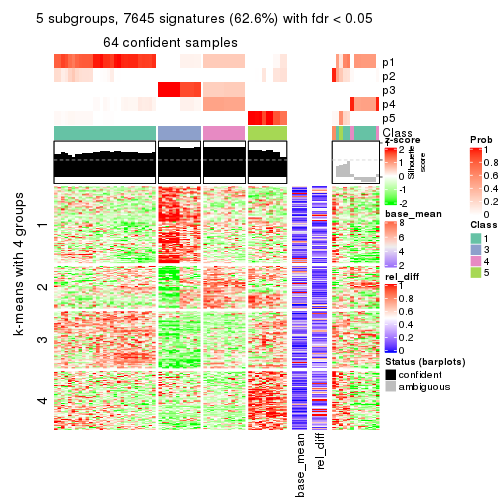 5 subgroups, 7645 signatures (62.6%) with fdr < 0.05
64 confident samples
p1
p2
p3
p4
p5
Class
Silhouette
score
k-means with 4 groups
1
2
3
4
base_mean
rel_diff
z-score
2
1
0
-1
-2
base_mean
8
6
4
2
rel_diff
1
0.8
0.6
0.4
0.2
0
Status (barplots)
confident
ambiguous
Prob
1
0.8
0.6
0.4
0.2
0
Class
1
3
4
5